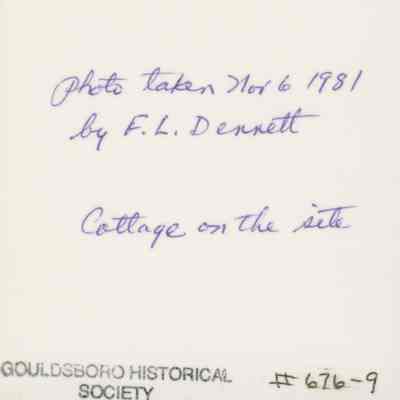 photo taken Nov 6 1981
by F.L. Dennett
Cottage on the site
GOULDSBORO HISTORICAL
SOCIETY
# 676-9